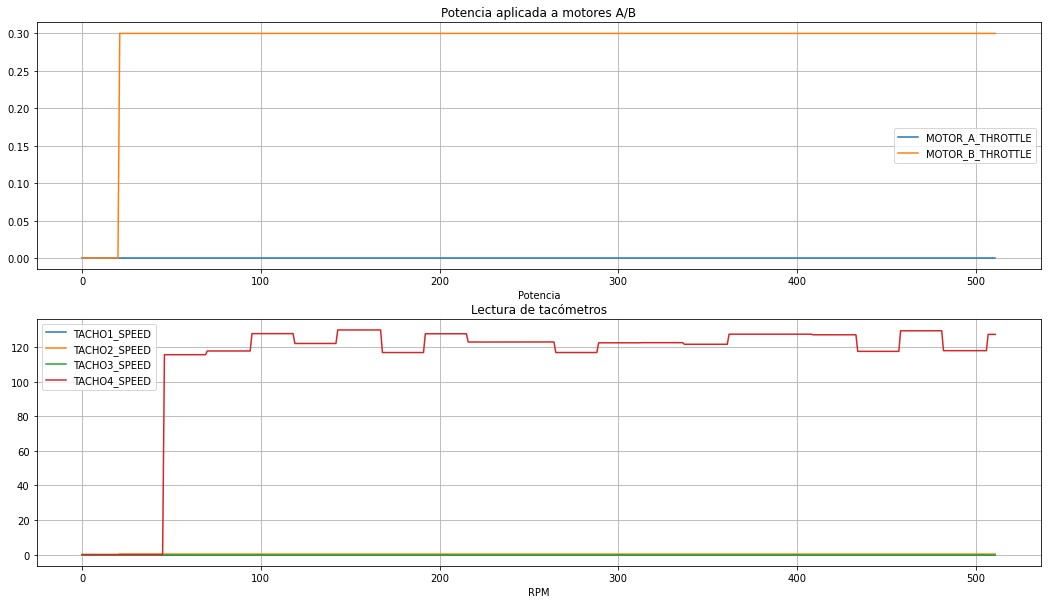 Potencia aplicada a motores A/B
0.30
0.25
0.20
0.15
0.10
0.05
0.00
MOTOR_A_THROTTLE
MOTOR_B_THROTTLE
0 100 200 300 400 500
Potencia
Lectura de tacómetros
TACHO1_SPEED
TACHO2_SPEED
TACHO3_SPEED
TACHO4_SPEED
120
100
80
60
40
20
0
0 100 200 300 400 500
RPM